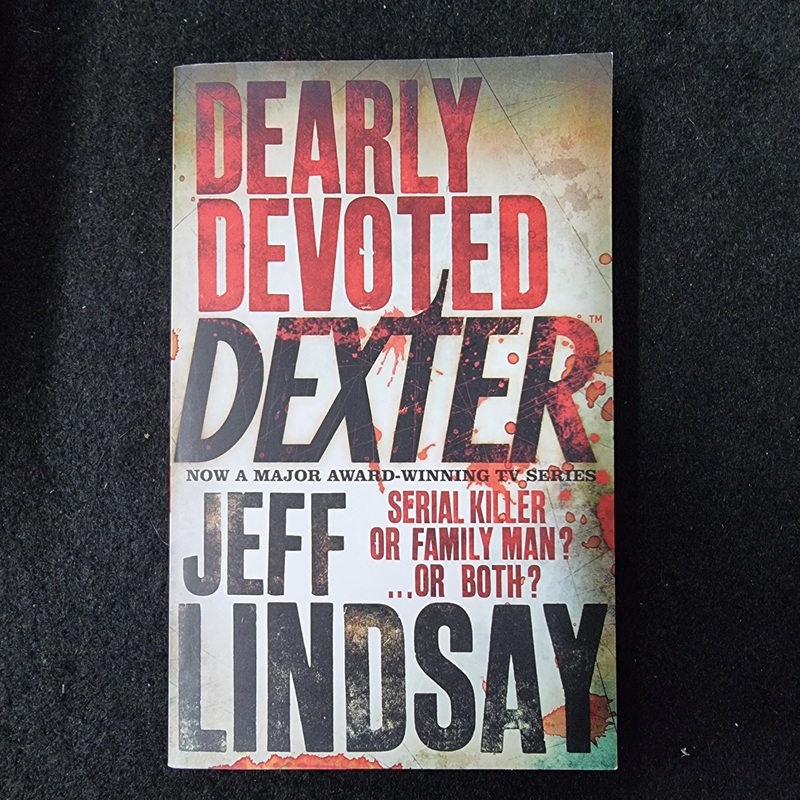 DEARLY
DEVOTED
DEXTER™
NOW A MAJOR AWARD-WINNING TV SERIES
JEFF
LINDSAY
SERIAL KILLER
OR FAMILY MAN?
...OR BOTH?